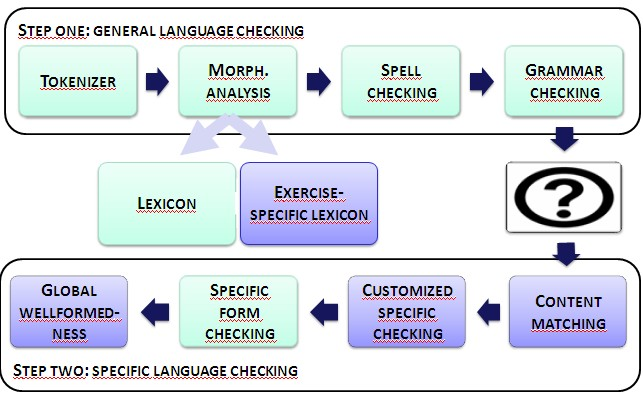 STEP ONE: GENERAL LANGUAGE CHECKING
TOKENIZER
MORPH.
ANALYSIS
SPELL
CHECKING
GRAMMAR
CHECKING
LEXICON
EXERCISE-
SPECIFIC LEXICON
?
GLOBAL
WELLFORMED-
NESS
SPECIFIC
FORM
CHECKING
CUSTOMIZED
SPECIFIC
CHECKING
CONTENT
MATCHING
STEP TWO: SPECIFIC LANGUAGE CHECKING